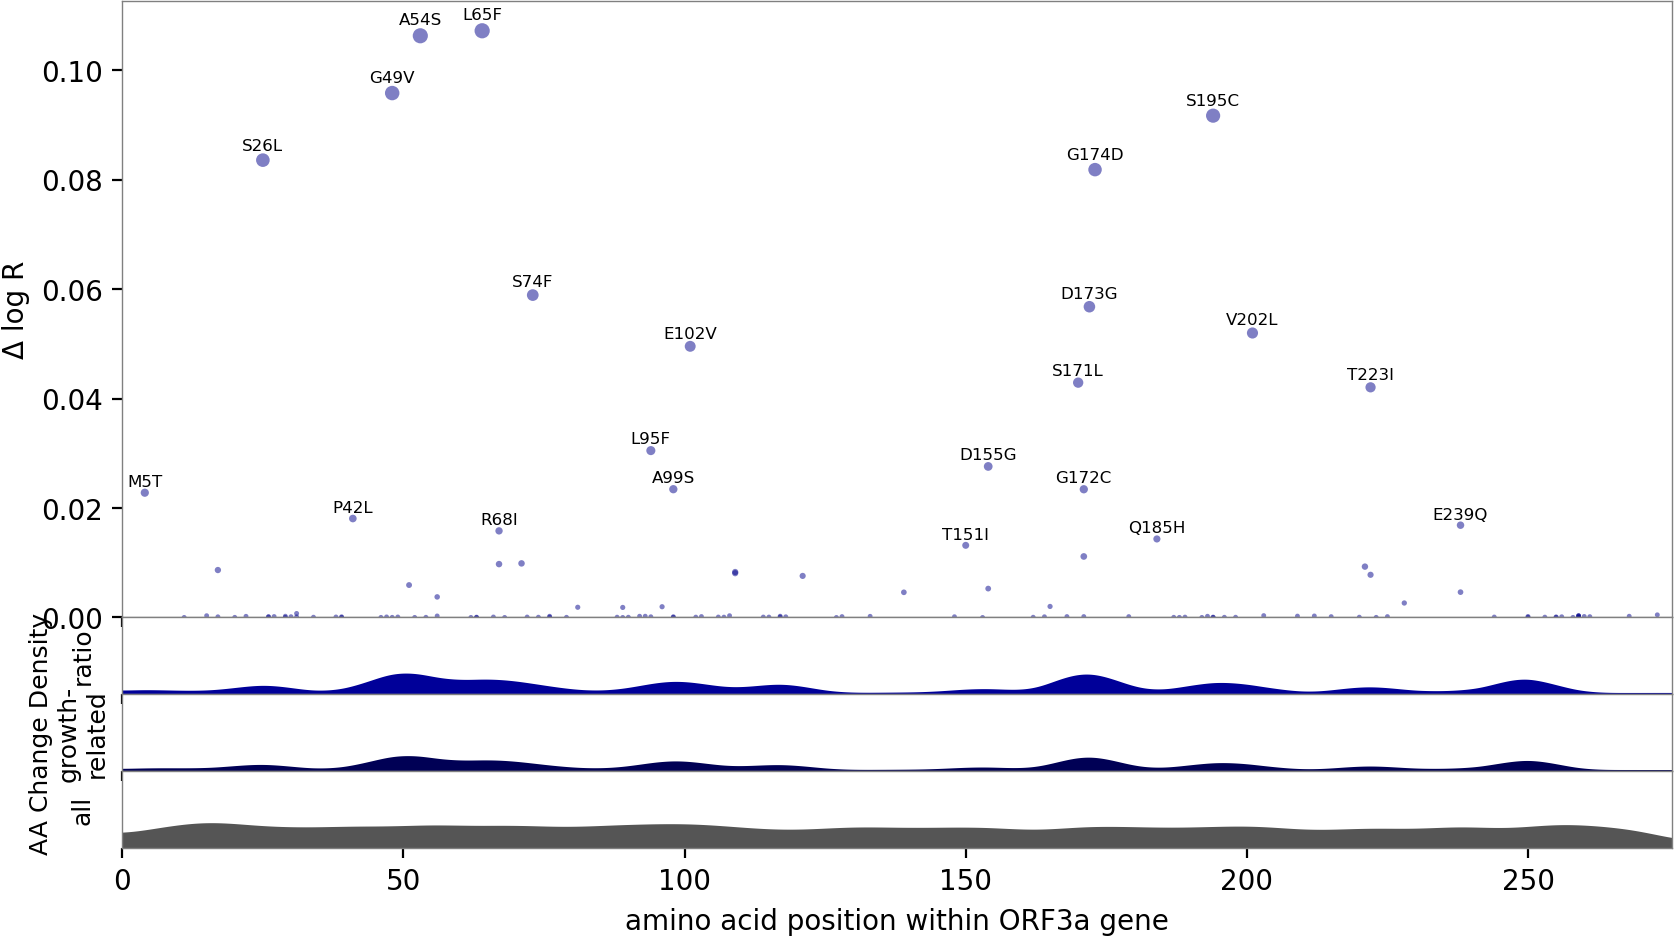 A54S
L65F
G49V
S195C
S26L
G174D
S74F
D173G
V202L
E102V
S171L
T223I
L95F
D155G
A99S
G172C
M5T
P42L
R68I
E239Q
Q185H
T151I
0.10
0.08
0.06
0.04
0.02
0.00
Δ log R
AA Change Density
ratio
growth-
related
all
0
50
100
150
200
250
amino acid position within ORF3a gene